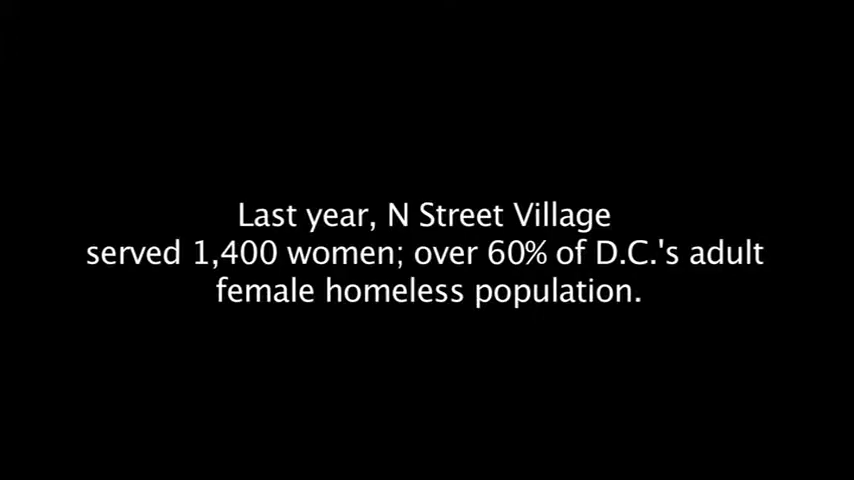 Last year, N Street Village
served 1,400 women; over 60% of D.C.'s adult
female homeless population.